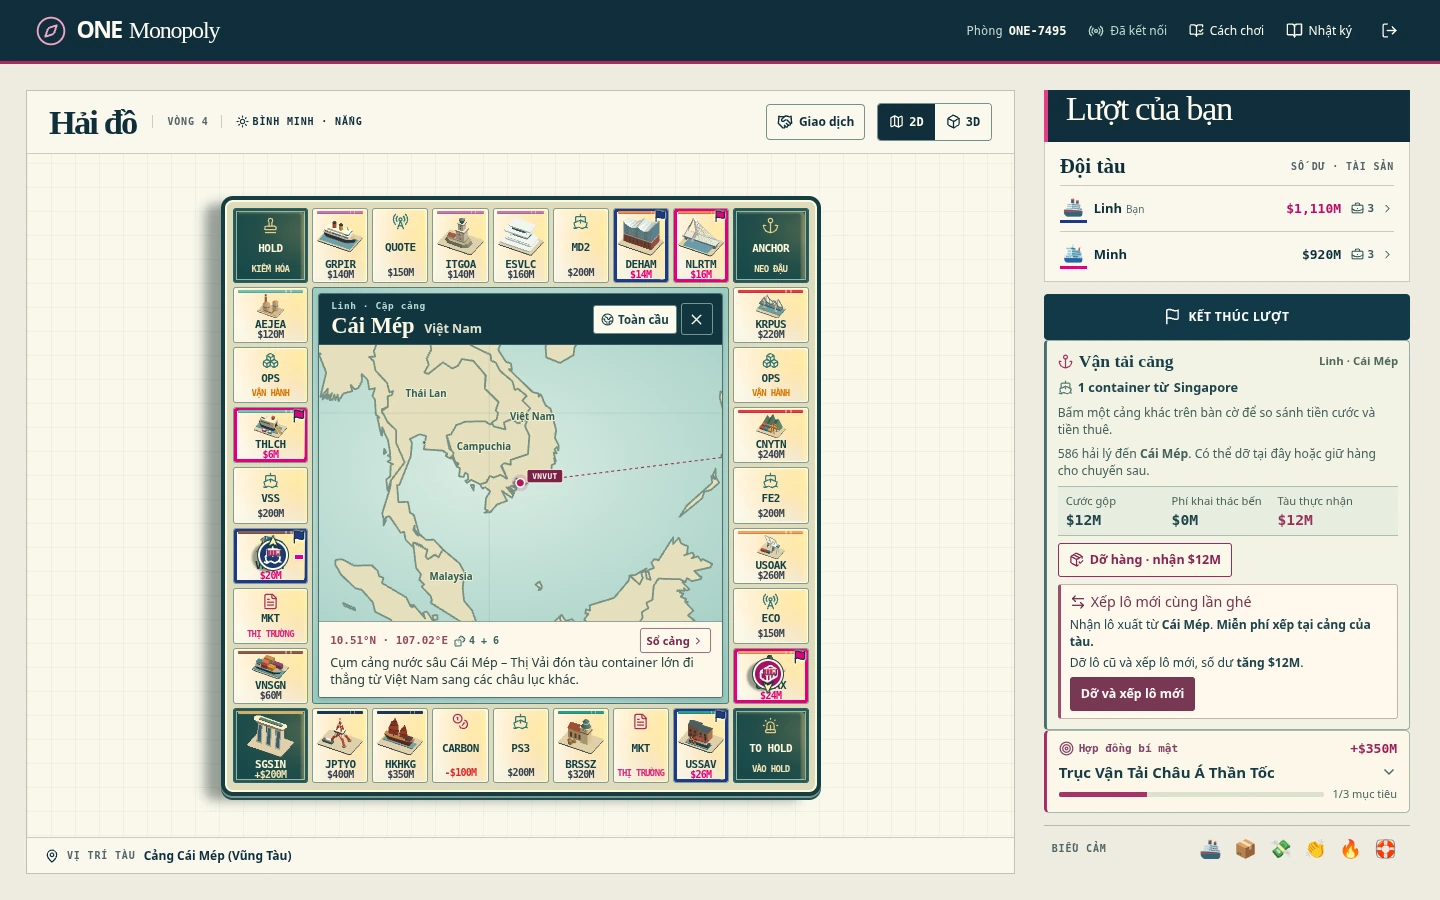 ONE Monopoly
Phòng ONE-7495
Đã kết nối
Cách chơi
Nhật ký
Hải đồ
VÒNG 4
BÌNH MINH · NẮNG
Giao dịch
2D
3D
HOLD
KIỂM HÓA
GRPIR
$140M
QUOTE
$150M
ITGOA
$140M
ESVLC
$160M
MD2
$200M
DEHAM
$14M
NLRTM
$16M
ANCHOR
NEO ĐẬU
AEJEA
$120M
OPS
VẬN HÀNH
THLCH
$6M
VSS
$200M
$20M
MKT
THỊ TRƯỜNG
VNSGN
$60M
Linh · Cập cảng
Cái Mép Việt Nam
Toàn cầu
Thái Lan
Việt Nam
Campuchia
VNVUT
Malaysia
10.51°N · 107.02°E
4 + 6
Sổ cảng
Cụm cảng nước sâu Cái Mép – Thị Vải đón tàu container lớn đi
thẳng từ Việt Nam sang các châu lục khác.
KRPUS
$220M
OPS
VẬN HÀNH
CNYTN
$240M
FE2
$200M
USOAK
$260M
ECO
$150M
$24M
SGSIN
+$200M
JPTYO
$400M
HKHKG
$350M
CARBON
-$100M
PS3
$200M
BRSSZ
$320M
MKT
THỊ TRƯỜNG
USSAV
$26M
TO HOLD
VÀO HOLD
VỊ TRÍ TÀU Cảng Cái Mép (Vũng Tàu)
Lượt của bạn
Đội tàu
SỐ DƯ · TÀI SẢN
Linh Bạn
$1,110M
3
Minh
$920M
3
KẾT THÚC LƯỢT
Vận tải cảng
Linh · Cái Mép
1 container từ Singapore
Bấm một cảng khác trên bàn cờ để so sánh tiền cước và
tiền thuê.
586 hải lý đến Cái Mép. Có thể dỡ tại đây hoặc giữ hàng
cho chuyến sau.
Cước gộp
Phí khai thác bến
Tàu thực nhận
$12M
$0M
$12M
Dỡ hàng · nhận $12M
Xếp lô mới cùng lần ghé
Nhận lô xuất từ Cái Mép. Miễn phí xếp tại cảng của
tàu.
Dỡ lô cũ và xếp lô mới, số dư tăng $12M.
Dỡ và xếp lô mới
Hợp đồng bí mật
+$350M
Trục Vận Tải Châu Á Thần Tốc
1/3 mục tiêu
BIỂU CẢM